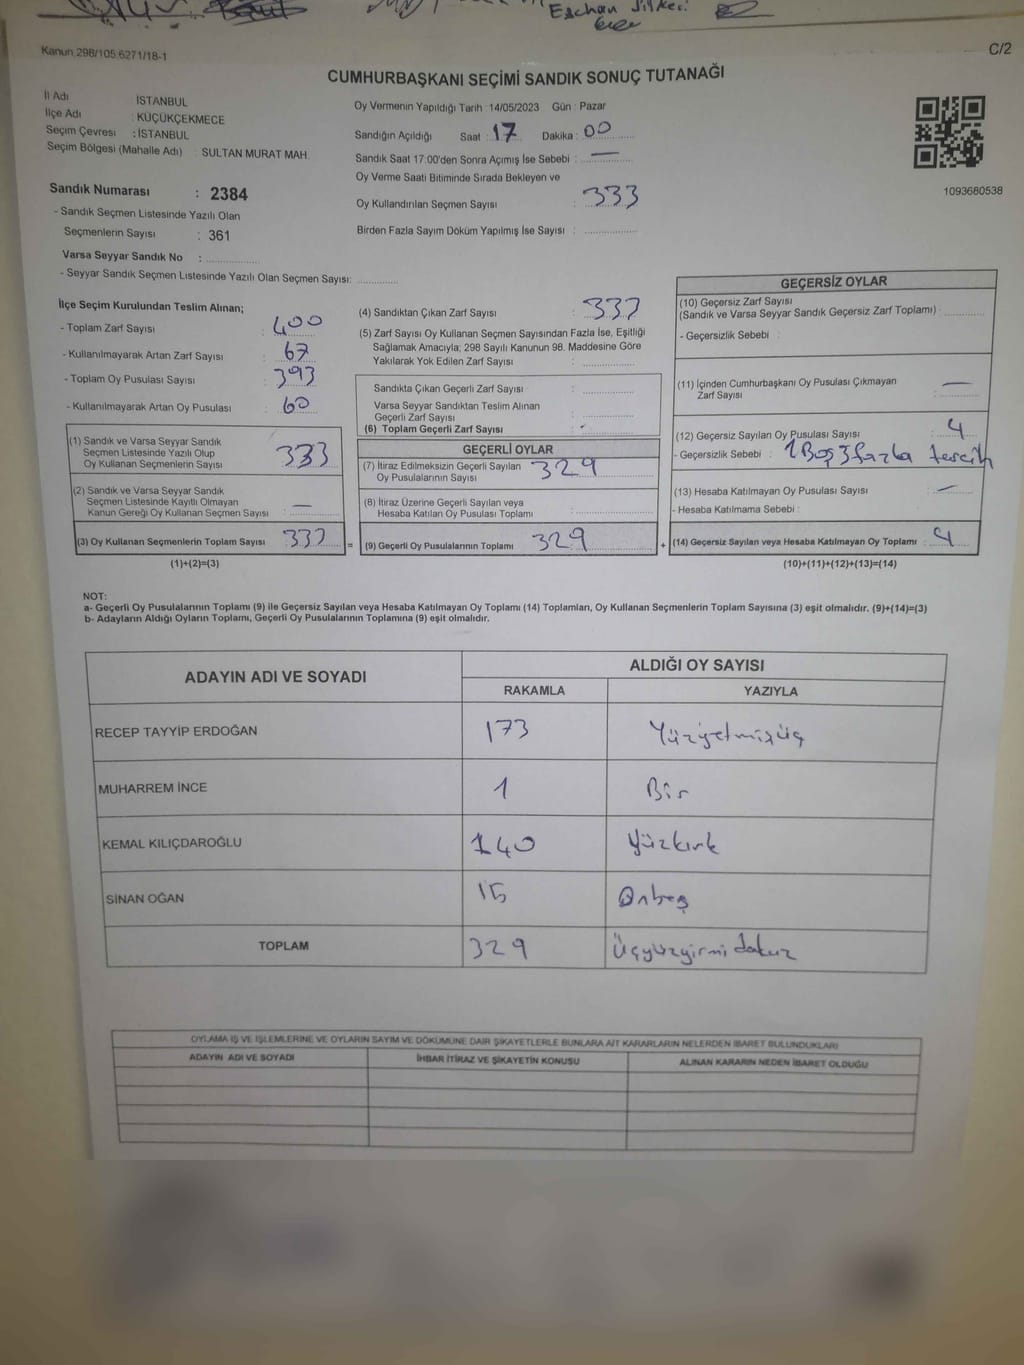 Eschan
Kanun 298/105.6271/18-1
C/2
CUMHURBAŞKANI SEÇİMİ SANDIK SONUÇ TUTANAĞI
İl Adı İSTANBUL
İlçe Adı : KÜÇÜKÇEKMECE
Seçim Çevresi : İSTANBUL
Seçim Bölgesi (Mahalle Adı) : SULTAN MURAT MAH.
Sandık Numarası : 2384
- Sandık Seçmen Listesinde Yazılı Olan
Seçmenlerin Sayısı : 361
Varsa Seyyar Sandık No :
- Seyyar Sandık Seçmen Listesinde Yazılı Olan Seçmen Sayısı:
Oy Vermenin Yapıldığı Tarih : 14/05/2023 Gün : Pazar
Sandığın Açıldığı Saat : 17 Dakika : 00
Sandık Saat 17:00'den Sonra Açımış İse Sebebi : —
Oy Verme Saati Bitiminde Sırada Bekleyen ve
Oy Kullandırılan Seçmen Sayısı : 333
Birden Fazla Sayım Döküm Yapılmış İse Sayısı :
1093680538
İlçe Seçim Kurulundan Teslim Alınan;
- Toplam Zarf Sayısı : 400
- Kullanılmayarak Artan Zarf Sayısı : 67
- Toplam Oy Pusulası Sayısı : 393
- Kullanılmayarak Artan Oy Pusulası : 60
(1) Sandık ve Varsa Seyyar Sandık
Seçmen Listesinde Yazılı Olup
Oy Kullanan Seçmenlerin Sayısı : 333
(2) Sandık ve Varsa Seyyar Sandık
Seçmen Listesinde Kayıtlı Olmayan
Kanun Gereği Oy Kullanan Seçmen Sayısı : —
(3) Oy Kullanan Seçmenlerin Toplam Sayısı : 333 =
(1)+(2)=(3)
(4) Sandıktan Çıkan Zarf Sayısı : 333
(5) Zarf Sayısı Oy Kullanan Seçmen Sayısından Fazla İse, Eşitliği
Sağlamak Amacıyla; 298 Sayılı Kanunun 98. Maddesine Göre
Yakılarak Yok Edilen Zarf Sayısı :
Sandıkta Çıkan Geçerli Zarf Sayısı :
Varsa Seyyar Sandıktan Teslim Alınan
Geçerli Zarf Sayısı :
(6) Toplam Geçerli Zarf Sayısı :
GEÇERLİ OYLAR
(7) İtiraz Edilmeksizin Geçerli Sayılan
Oy Pusulalarının Sayısı : 329
(8) İtiraz Üzerine Geçerli Sayılan veya
Hesaba Katılan Oy Pusulası Toplamı :
(9) Geçerli Oy Pusulalarının Toplamı 329 +
GEÇERSİZ OYLAR
(10) Geçersiz Zarf Sayısı
(Sandık ve Varsa Seyyar Sandık Geçersiz Zarf Toplamı) :
- Geçersizlik Sebebi :
(11) İçinden Cumhurbaşkanı Oy Pusulası Çıkmayan
Zarf Sayısı : —
(12) Geçersiz Sayılan Oy Pusulası Sayısı : 4
- Geçersizlik Sebebi : 1 Boş 3 fazla tercih
(13) Hesaba Katılmayan Oy Pusulası Sayısı : —
- Hesaba Katılmama Sebebi :
(14) Geçersiz Sayılan veya Hesaba Katılmayan Oy Toplamı : 4
(10)+(11)+(12)+(13)=(14)
NOT:
a- Geçerli Oy Pusulalarının Toplamı (9) ile Geçersiz Sayılan veya Hesaba Katılmayan Oy Toplamı (14) Toplamları, Oy Kullanan Seçmenlerin Toplam Sayısına (3) eşit olmalıdır. (9)+(14)=(3)
b- Adayların Aldığı Oyların Toplamı, Geçerli Oy Pusulalarının Toplamına (9) eşit olmalıdır.
ADAYIN ADI VE SOYADI ALDIĞI OY SAYISI
RAKAMLA YAZIYLA
RECEP TAYYİP ERDOĞAN 173 Yüzyetmişüç
MUHARREM İNCE 1 Bir
KEMAL KILIÇDAROĞLU 140 Yüzkırk
SİNAN OĞAN 15 Onbeş
TOPLAM 329 Üçyüzyirmidokuz
OYLAMA İŞ VE İŞLEMLERİNE VE OYLARIN SAYIM VE DÖKÜMÜNE DAİR ŞİKAYETLERLE BUNLARA AİT KARARLARIN NELERDEN İBARET BULUNDUKLARI
ADAYIN ADI VE SOYADI İHBAR İTİRAZ VE ŞİKAYETİN KONUSU ALINAN KARARIN NEDEN İBARET OLDUĞU